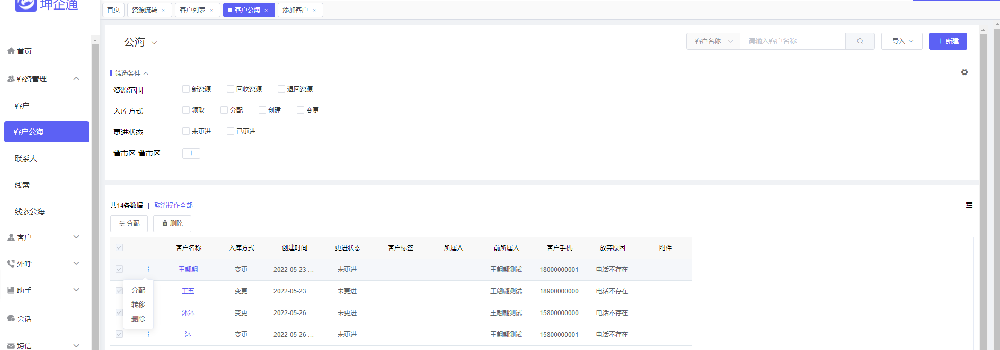 坤企通
首页 资源流转 × 客户列表 × 客户公海 × 添加客户 ×
公海
客户名称 请输入客户名称 导入 + 新建
首页
客资管理
客户
客户公海
联系人
线索
线索公海
客户
外呼
助手
会话
短信
筛选条件
资源范围 新资源 回收资源 退回资源
入库方式 领取 分配 创建 变更
更进状态 未更进 已更进
省市区-省市区 +
共14条数据 | 取消操作全部
分配 删除
客户名称 入库方式 创建时间 更进状态 客户标签 所属人 前所属人 客户手机 放弃原因 附件
王翩翩 变更 2022-05-23 ... 未更进 王翩翩测试 18000000001 电话不存在
王五 变更 2022-05-23 ... 未更进 王翩翩测试 18900000000 电话不存在
沐沐 变更 2022-05-26 ... 未更进 王翩翩测试 15800000000 电话不存在
沐 变更 2022-05-26 ... 未更进 王翩翩测试 15800000001 电话不存在
分配
转移
删除